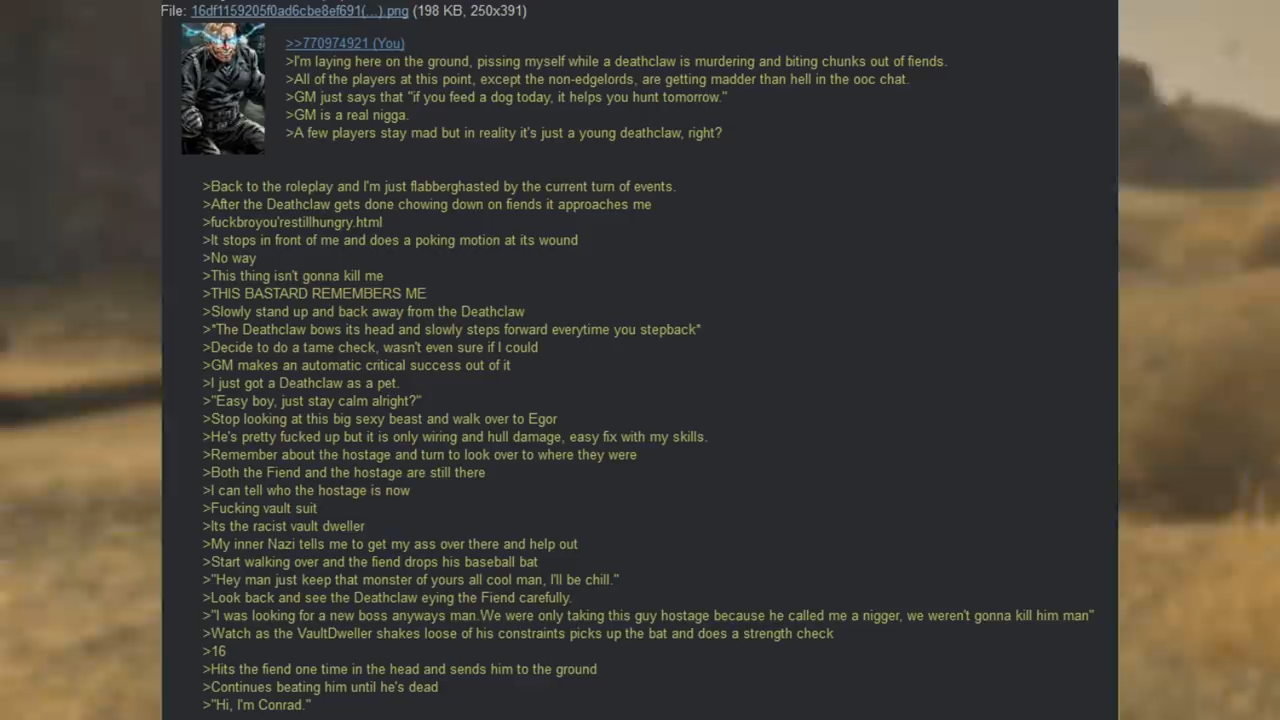 File: 16df1159205f0ad6cbe8ef691(...).png (198 KB, 250x391)
>>770974921 (You)
>I'm laying here on the ground, pissing myself while a deathclaw is murdering and biting chunks out of fiends.
>All of the players at this point, except the non-edgelords, are getting madder than hell in the ooc chat.
>GM just says that "if you feed a dog today, it helps you hunt tomorrow."
>GM is a real nigga.
>A few players stay mad but in reality it's just a young deathclaw, right?
>Back to the roleplay and I'm just flabberghasted by the current turn of events.
>After the Deathclaw gets done chowing down on fiends it approaches me
>fuckbroyou'restillhungry.html
>It stops in front of me and does a poking motion at its wound
>No way
>This thing isn't gonna kill me
>THIS BASTARD REMEMBERS ME
>Slowly stand up and back away from the Deathclaw
>*The Deathclaw bows its head and slowly steps forward everytime you stepback*
>Decide to do a tame check, wasn't even sure if I could
>GM makes an automatic critical success out of it
>I just got a Deathclaw as a pet.
>"Easy boy, just stay calm alright?"
>Stop looking at this big sexy beast and walk over to Egor
>He's pretty fucked up but it is only wiring and hull damage, easy fix with my skills.
>Remember about the hostage and turn to look over to where they were
>Both the Fiend and the hostage are still there
>I can tell who the hostage is now
>Fucking vault suit
>Its the racist vault dweller
>My inner Nazi tells me to get my ass over there and help out
>Start walking over and the fiend drops his baseball bat
>"Hey man just keep that monster of yours all cool man, I'll be chill."
>Look back and see the Deathclaw eying the Fiend carefully.
>"I was looking for a new boss anyways man.We were only taking this guy hostage because he called me a nigger, we weren't gonna kill him man"
>Watch as the VaultDweller shakes loose of his constraints picks up the bat and does a strength check
>16
>Hits the fiend one time in the head and sends him to the ground
>Continues beating him until he's dead
>"Hi, I'm Conrad."